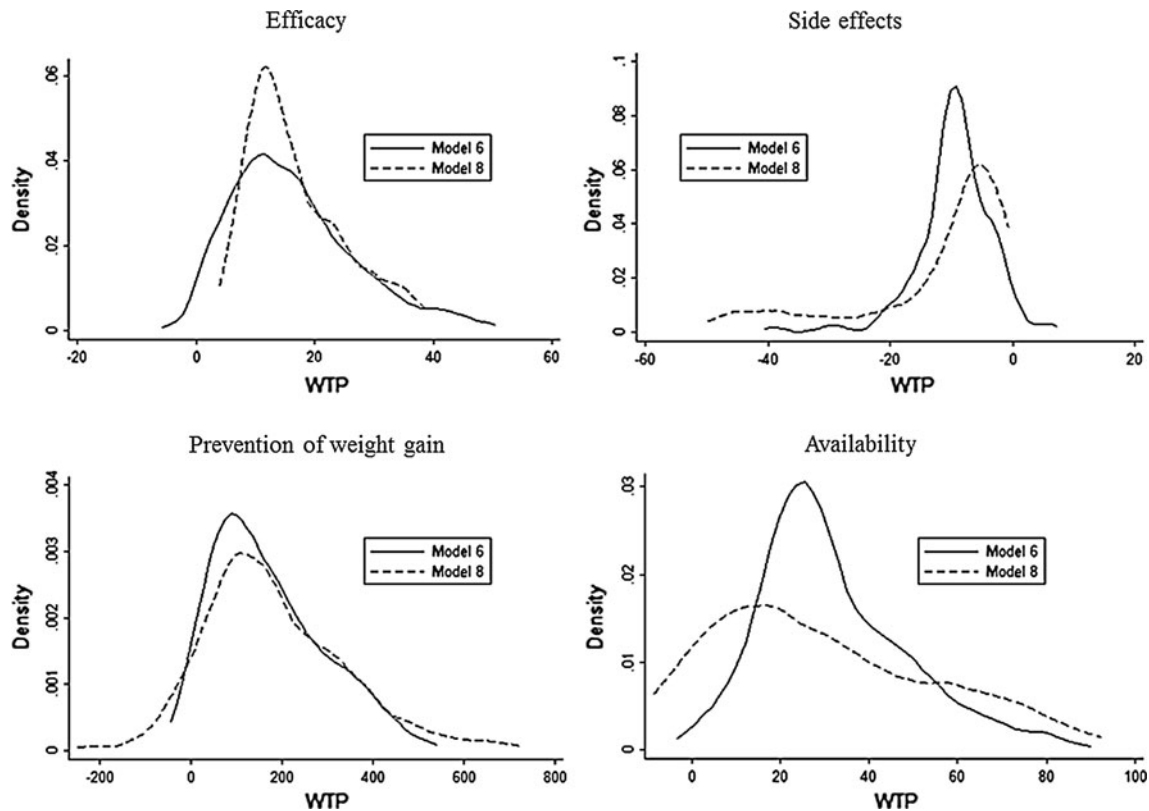 Efficacy
.06
.04
.02
0
Density
Model 6
Model 8
-20 0 20 40 60
WTP
Side effects
.1
.08
.06
.04
.02
0
Density
Model 6
Model 8
-60 -40 -20 0 20
WTP
Prevention of weight gain
.004
.003
.002
.001
0
Density
Model 6
Model 8
-200 0 200 400 600 800
WTP
Availability
.03
.02
.01
0
Density
Model 6
Model 8
0 20 40 60 80 100
WTP